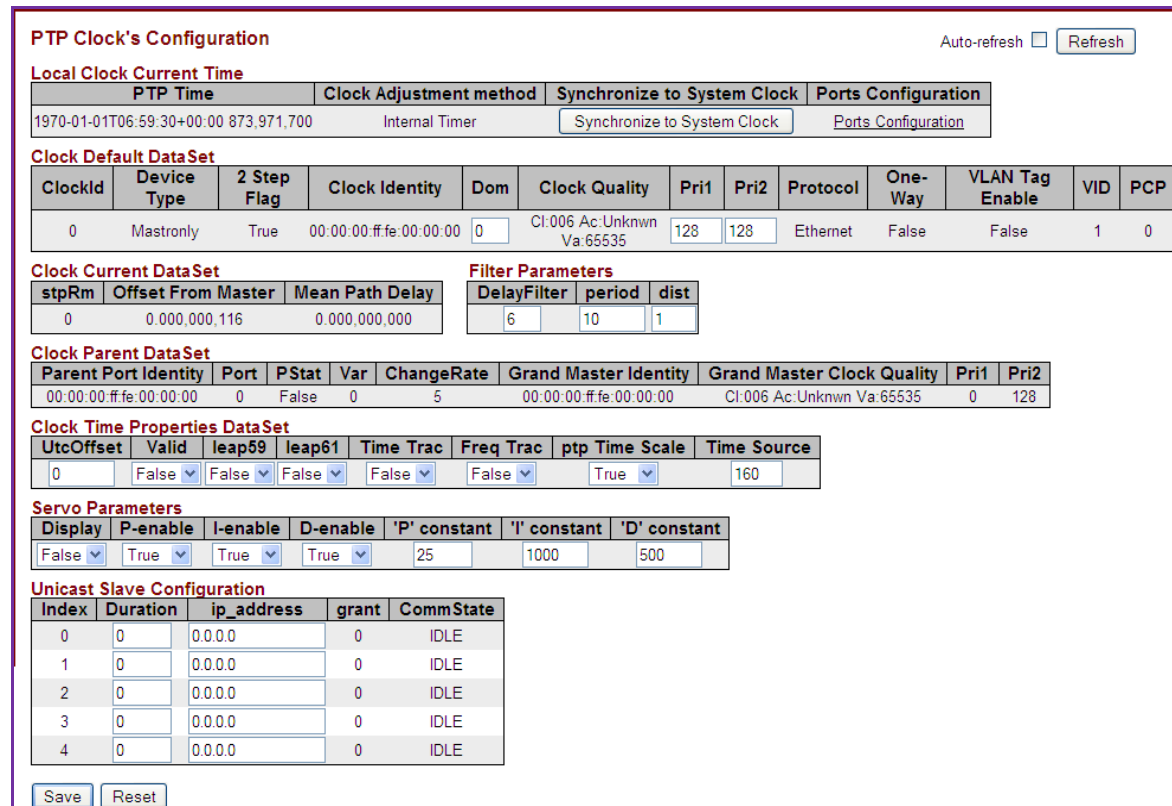 PTP Clock's Configuration
Auto-refresh Refresh
Local Clock Current Time
PTP Time Clock Adjustment method Synchronize to System Clock Ports Configuration
1970-01-01T06:59:30+00:00 873,971,700 Internal Timer Synchronize to System Clock Ports Configuration
Clock Default DataSet
ClockId Device Type 2 Step Flag Clock Identity Dom Clock Quality Pri1 Pri2 Protocol One-Way VLAN Tag Enable VID PCP
0 Mastronly True 00:00:00:ff:fe:00:00:00 0 Cl:006 Ac:Unknwn Va:65535 128 128 Ethernet False False 1 0
Clock Current DataSet Filter Parameters
stpRm Offset From Master Mean Path Delay DelayFilter period dist
0 0.000,000,116 0.000,000,000 6 10 1
Clock Parent DataSet
Parent Port Identity Port PStat Var ChangeRate Grand Master Identity Grand Master Clock Quality Pri1 Pri2
00:00:00:ff:fe:00:00:00 0 False 0 5 00:00:00:ff:fe:00:00:00 Cl:006 Ac:Unknwn Va:65535 0 128
Clock Time Properties DataSet
UtcOffset Valid leap59 leap61 Time Trac Freq Trac ptp Time Scale Time Source
0 False False False False False True 160
Servo Parameters
Display P-enable I-enable D-enable 'P' constant 'I' constant 'D' constant
False True True True 25 1000 500
Unicast Slave Configuration
Index Duration ip_address grant CommState
0 0 0.0.0.0 0 IDLE
1 0 0.0.0.0 0 IDLE
2 0 0.0.0.0 0 IDLE
3 0 0.0.0.0 0 IDLE
4 0 0.0.0.0 0 IDLE
Save Reset